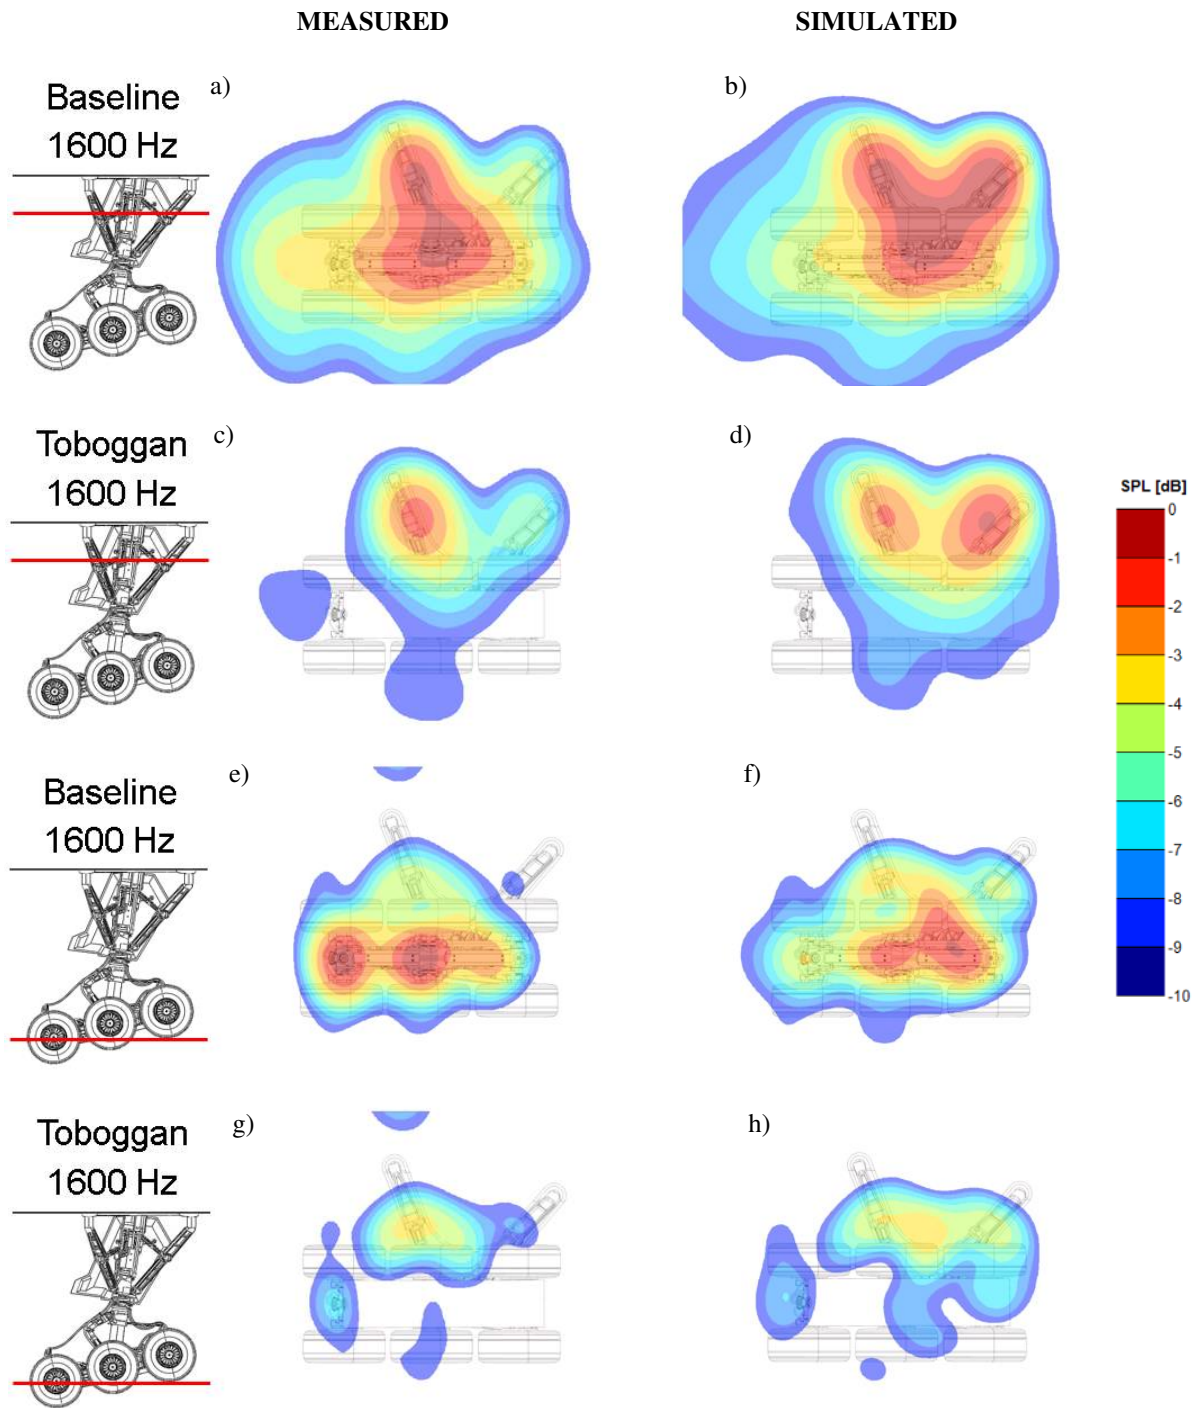 MEASURED
SIMULATED
Baseline
1600 Hz
a)
b)
Toboggan
1600 Hz
c)
d)
SPL [dB]
0
-1
-2
-3
-4
-5
-6
-7
-8
-9
-10
Baseline
1600 Hz
e)
f)
Toboggan
1600 Hz
g)
h)